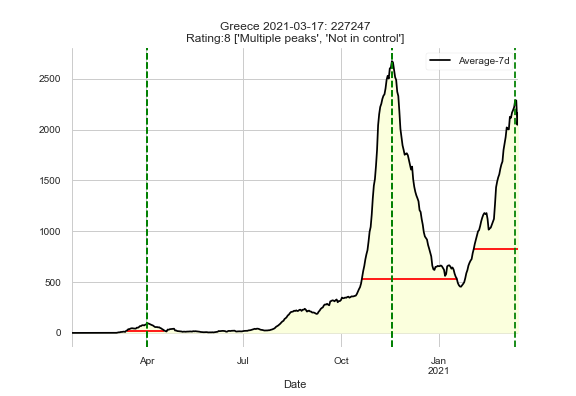 Greece 2021-03-17: 227247
Rating:8 ['Multiple peaks', 'Not in control']
Average-7d
2500
2000
1500
1000
500
0
Apr
Jul
Oct
Jan
2021
Date